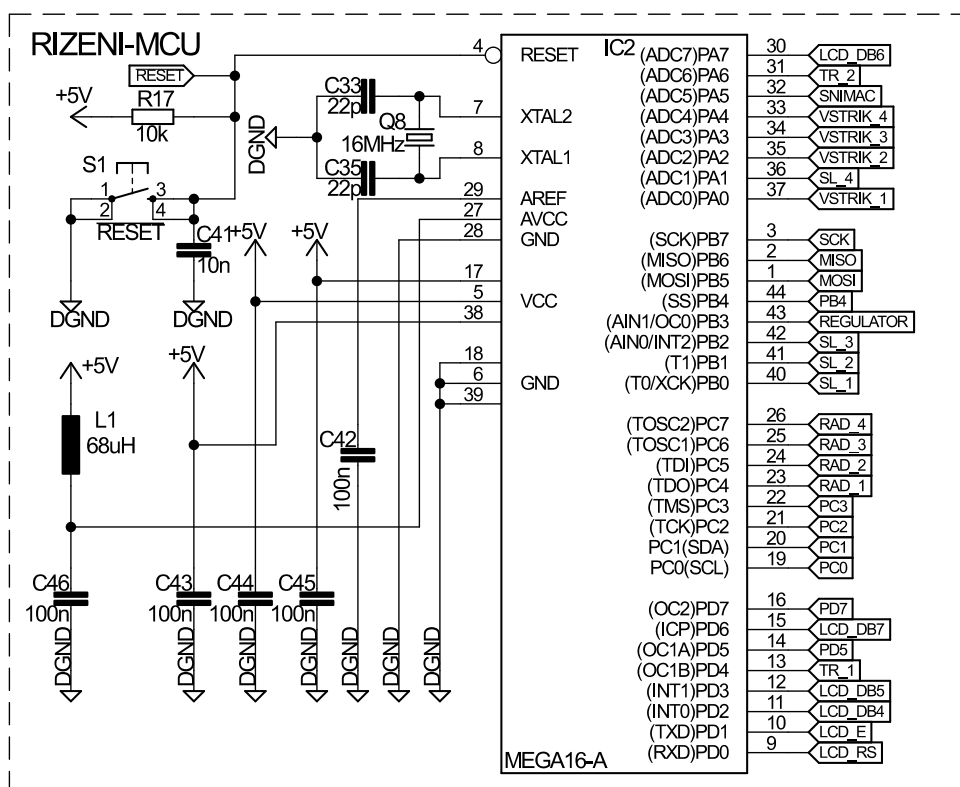 RIZENI-MCU
RESET
+5V
R17
10k
S1
1
3
2
4
RESET
C41
10n
DGND
DGND
DGND
C33
22p
Q8
16MHz
C35
22p
+5V
+5V
+5V
+5V
L1
68uH
C42
100n
C46
100n
C43
100n
C44
100n
C45
100n
DGND
DGND
DGND
DGND
DGND
DGND
DGND
IC2
4 RESET
7 XTAL2
8 XTAL1
29 AREF
27 AVCC
28 GND
17
5 VCC
38
18
6 GND
39
MEGA16-A
(ADC7)PA7 30 LCD_DB6
(ADC6)PA6 31 TR_2
(ADC5)PA5 32 SNIMAC
(ADC4)PA4 33 VSTRIK_4
(ADC3)PA3 34 VSTRIK_3
(ADC2)PA2 35 VSTRIK_2
(ADC1)PA1 36 SL_4
(ADC0)PA0 37 VSTRIK_1
(SCK)PB7 3 SCK
(MISO)PB6 2 MISO
(MOSI)PB5 1 MOSI
(SS)PB4 44 PB4
(AIN1/OC0)PB3 43 REGULATOR
(AIN0/INT2)PB2 42 SL_3
(T1)PB1 41 SL_2
(T0/XCK)PB0 40 SL_1
(TOSC2)PC7 26 RAD_4
(TOSC1)PC6 25 RAD_3
(TDI)PC5 24 RAD_2
(TDO)PC4 23 RAD_1
(TMS)PC3 22 PC3
(TCK)PC2 21 PC2
PC1(SDA) 20 PC1
PC0(SCL) 19 PC0
(OC2)PD7 16 PD7
(ICP)PD6 15 LCD_DB7
(OC1A)PD5 14 PD5
(OC1B)PD4 13 TR_1
(INT1)PD3 12 LCD_DB5
(INT0)PD2 11 LCD_DB4
(TXD)PD1 10 LCD_E
(RXD)PD0 9 LCD_RS